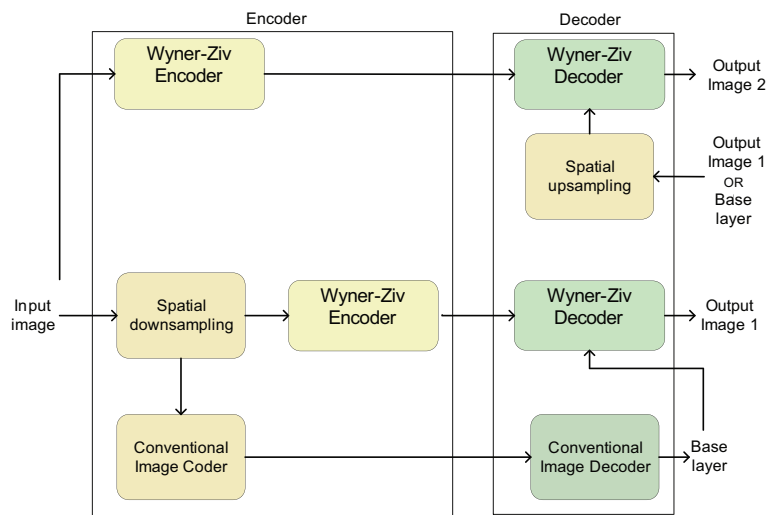 Encoder
Decoder
Wyner-Ziv
Encoder
Wyner-Ziv
Decoder
Output
Image 2
Spatial
upsampling
Output
Image 1
OR
Base
layer
Input
image
Spatial
downsampling
Wyner-Ziv
Encoder
Wyner-Ziv
Decoder
Output
Image 1
Conventional
Image Coder
Conventional
Image Decoder
Base
layer